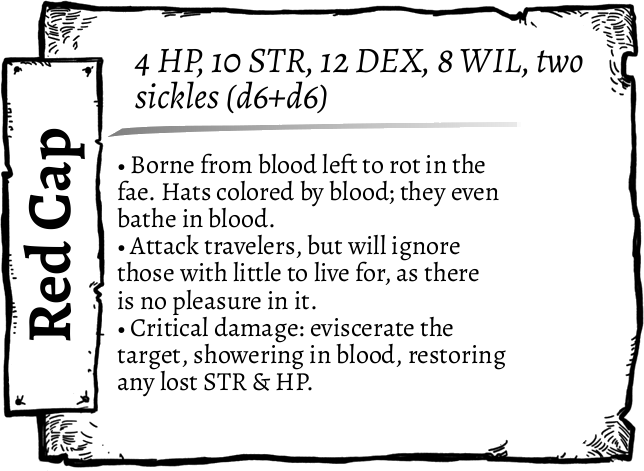 Red Cap
4 HP, 10 STR, 12 DEX, 8 WIL, two
sickles (d6+d6)
• Borne from blood left to rot in the
fae. Hats colored by blood; they even
bathe in blood.
• Attack travelers, but will ignore
those with little to live for, as there
is no pleasure in it.
• Critical damage: eviscerate the
target, showering in blood, restoring
any lost STR & HP.